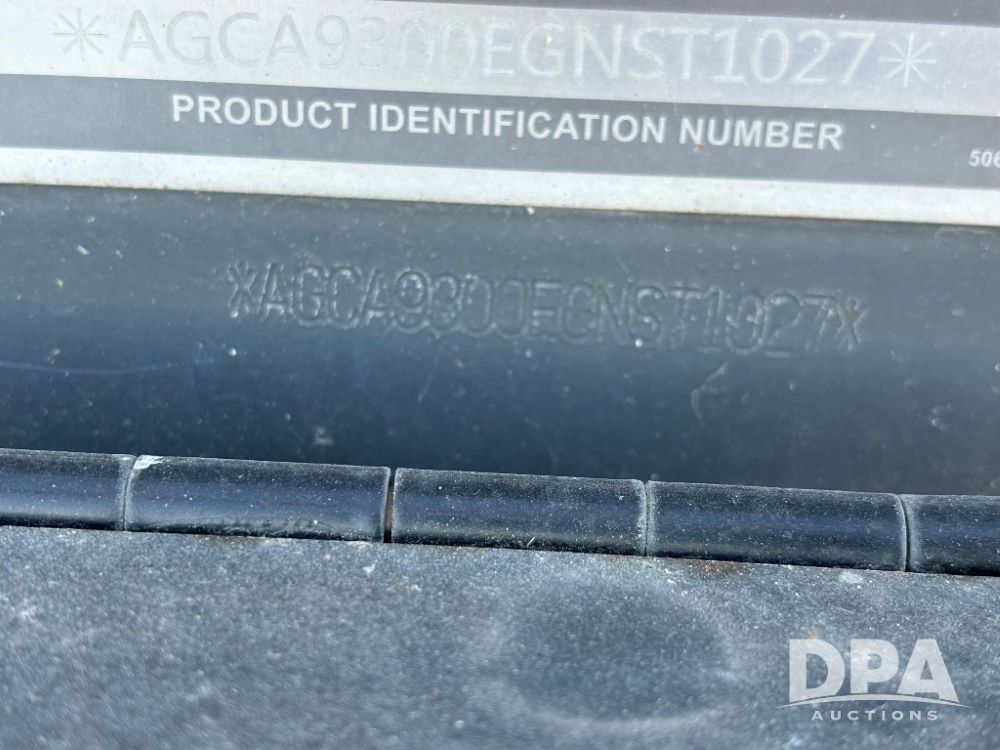 *AGCA9300EGNST1027*
PRODUCT IDENTIFICATION NUMBER
506
*AGCA9300EGNST1027*
DPA
AUCTIONS